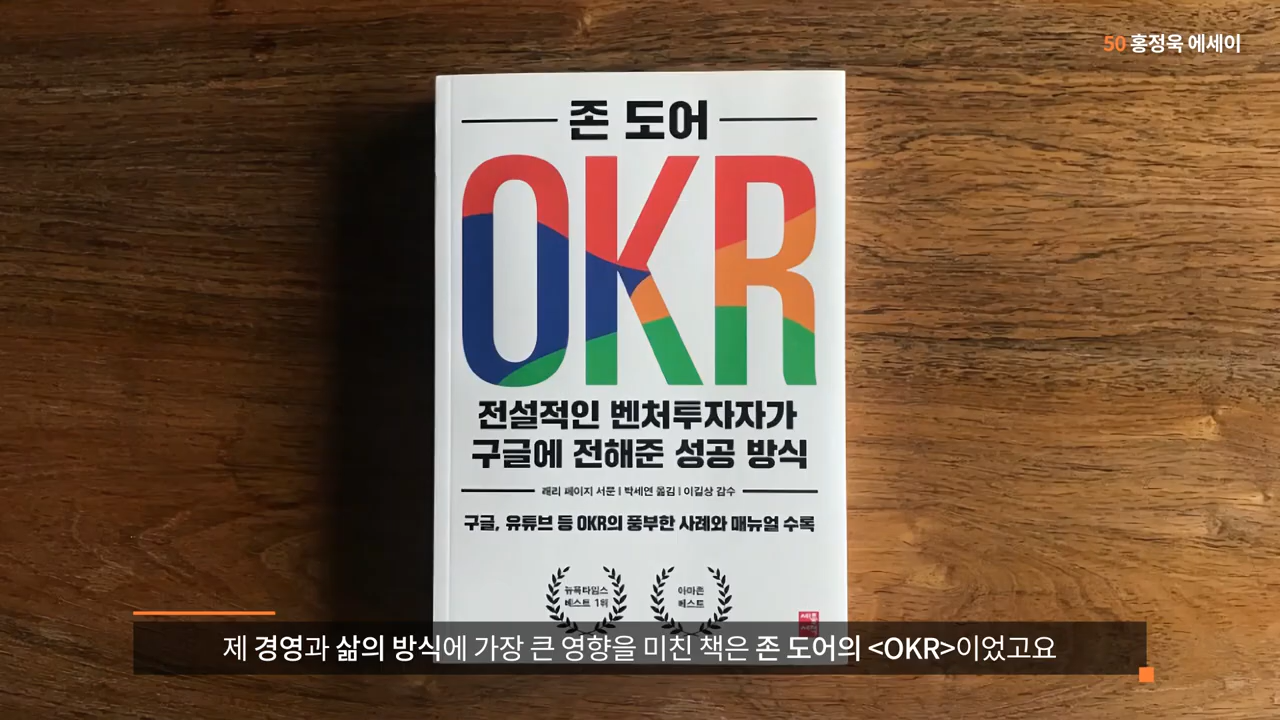 50 홍정욱 에세이
존 도어
OKR
전설적인 벤처투자자가
구글에 전해준 성공 방식
래리 페이지 서문 | 박세연 옮김 | 이길상 감수
구글, 유튜브 등 OKR의 풍부한 사례와 매뉴얼 수록
뉴욕타임스
베스트 1위
아마존
베스트
세종
서적
제 경영과 삶의 방식에 가장 큰 영향을 미친 책은 존 도어의 <OKR>이었고요